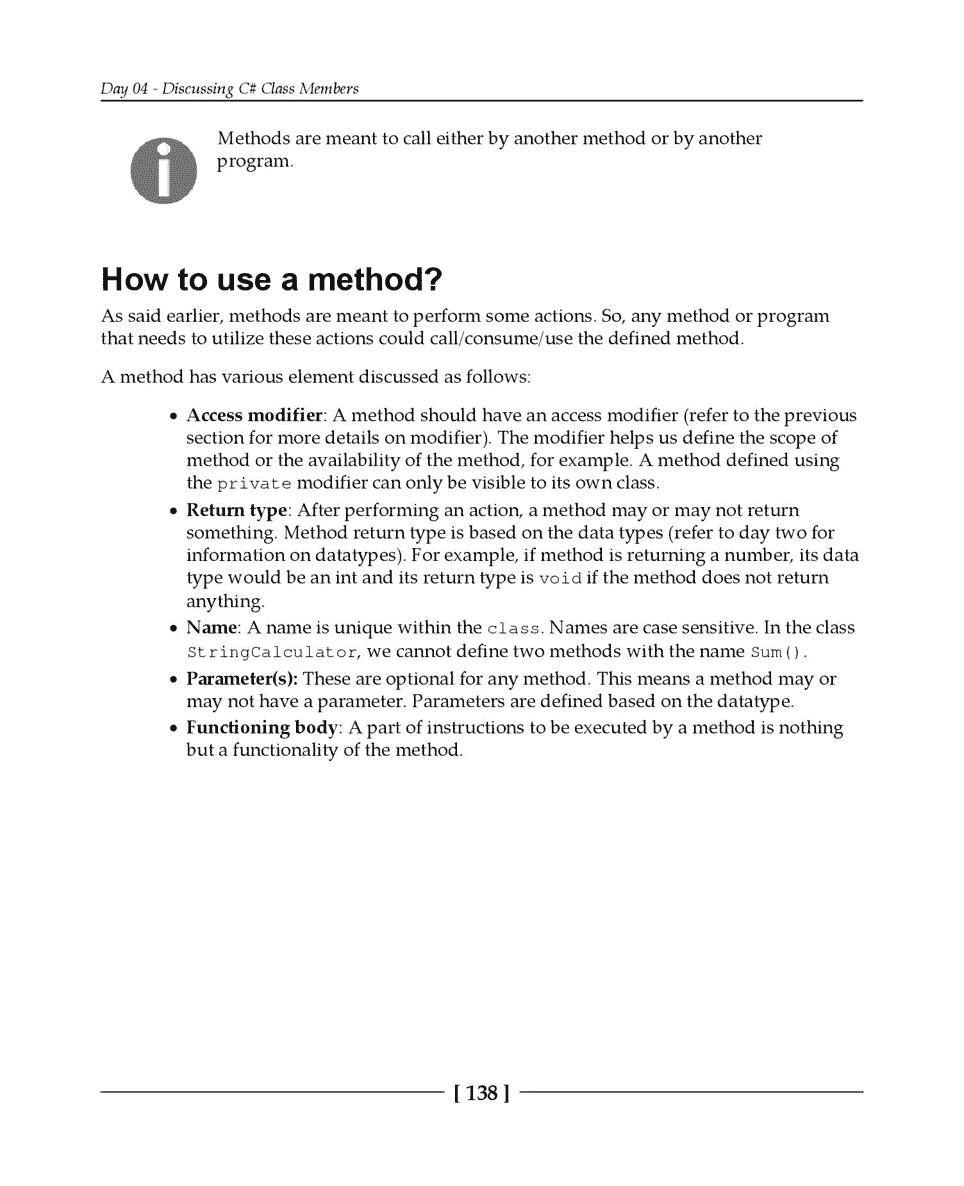 Day 04 - Discussing C# Class Members
Methods are meant to call either by another method or by another
program.
How to use a method?
As said earlier, methods are meant to perform some actions. So, any method or program
that needs to utilize these actions could call/consume/use the defined method.
A method has various element discussed as follows:
• Access modifier: A method should have an access modifier (refer to the previous
section for more details on modifier). The modifier helps us define the scope of
method or the availability of the method, for example. A method defined using
the private modifier can only be visible to its own class.
• Return type: After performing an action, a method may or may not return
something. Method return type is based on the data types (refer to day two for
information on datatypes). For example, if method is returning a number, its data
type would be an int and its return type is void if the method does not return
anything.
• Name: A name is unique within the class. Names are case sensitive. In the class
StringCalculator, we cannot define two methods with the name Sum().
• Parameter(s): These are optional for any method. This means a method may or
may not have a parameter. Parameters are defined based on the datatype.
• Functioning body: A part of instructions to be executed by a method is nothing
but a functionality of the method.
[ 138 ]